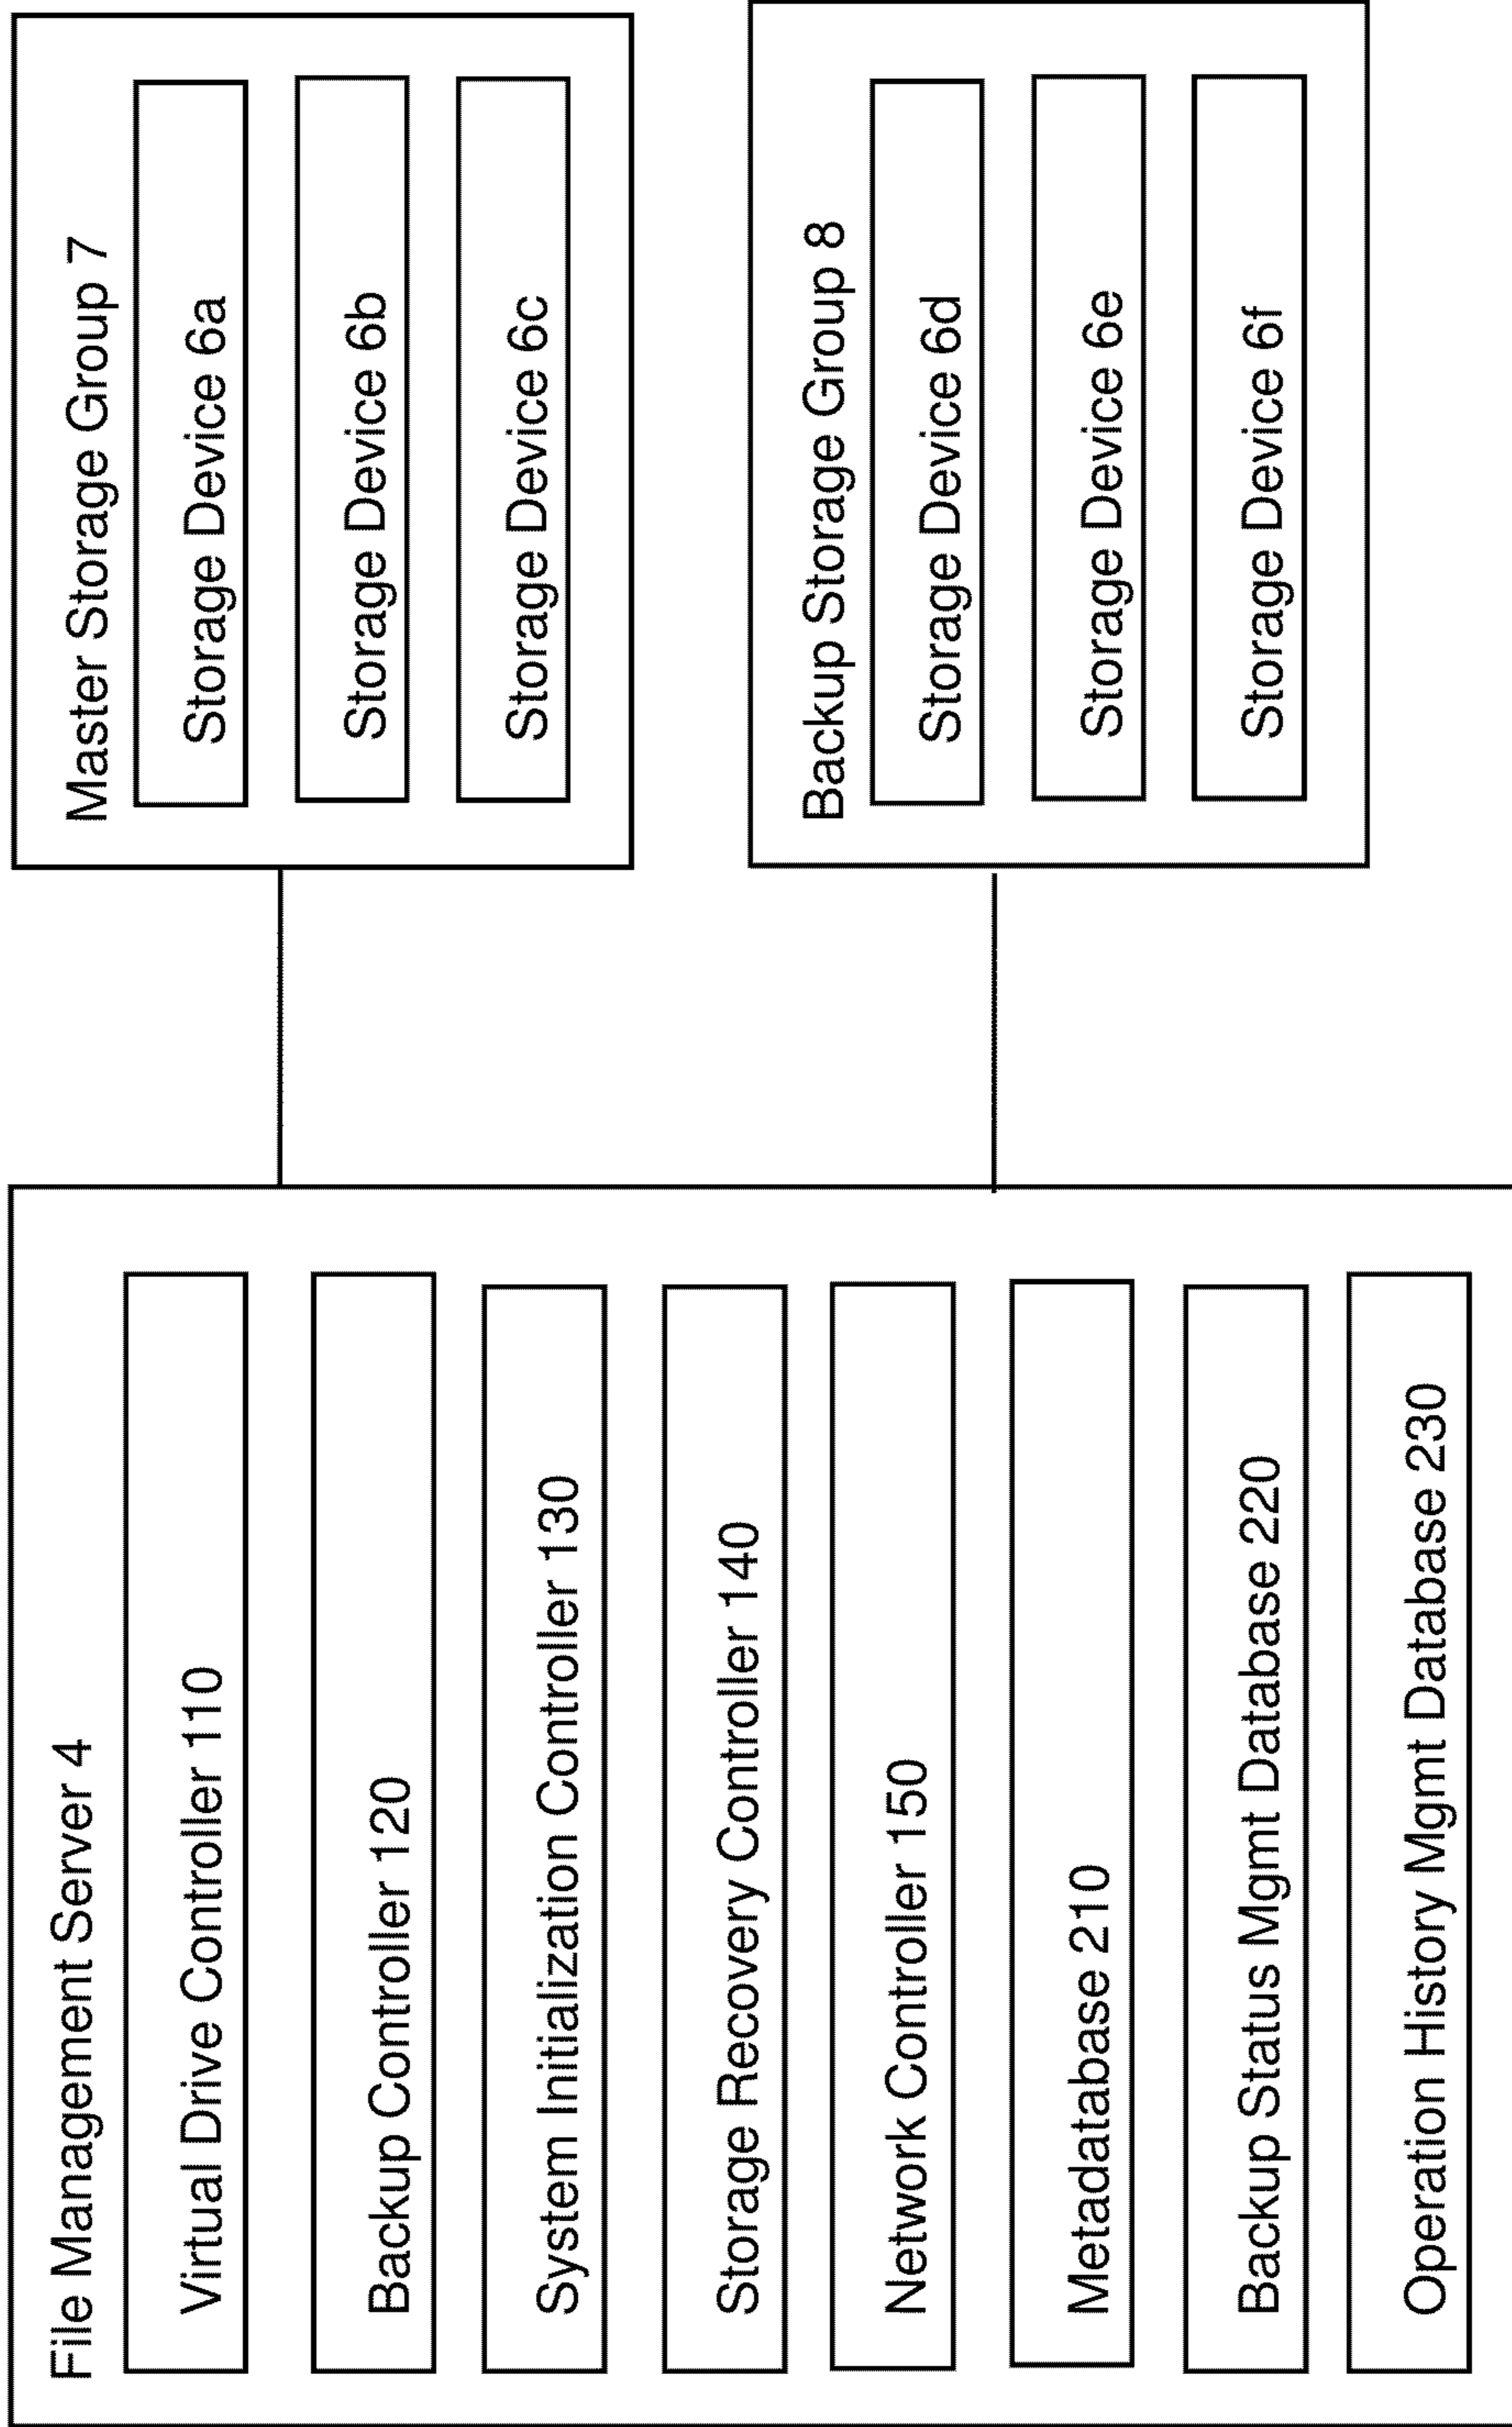 File Management Server 4
Virtual Drive Controller 110
Backup Controller 120
System Initialization Controller 130
Storage Recovery Controller 140
Network Controller 150
Metadatabase 210
Backup Status Mgmt Database 220
Operation History Mgmt Database 230
Master Storage Group 7
Storage Device 6a
Storage Device 6b
Storage Device 6c
Backup Storage Group 8
Storage Device 6d
Storage Device 6e
Storage Device 6f